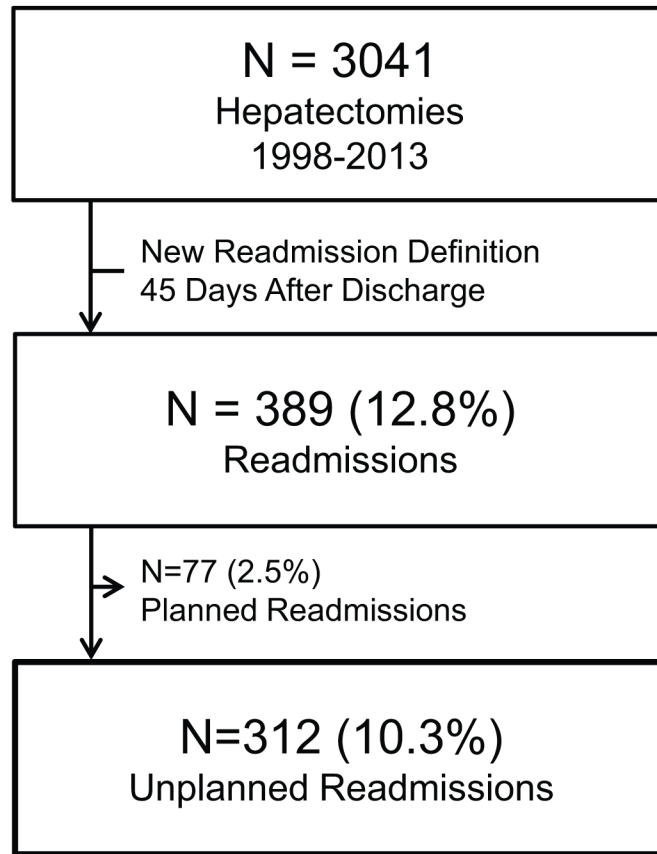 N = 3041
Hepatectomies
1998-2013
New Readmission Definition
45 Days After Discharge
N = 389 (12.8%)
Readmissions
N=77 (2.5%)
Planned Readmissions
N=312 (10.3%)
Unplanned Readmissions